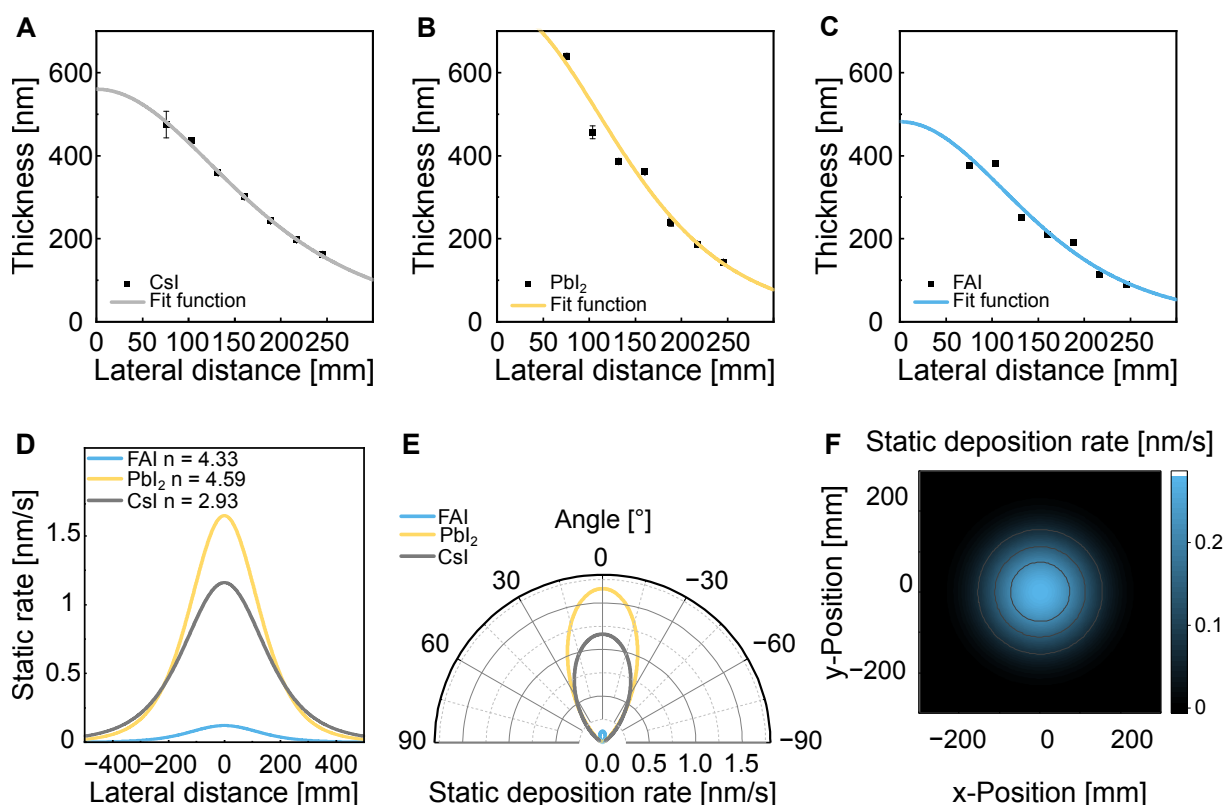 A
Thickness [nm]
600
400
200
0
CsI
Fit function
0 50 100 150 200 250
Lateral distance [mm]
B
Thickness [nm]
600
400
200
0
PbI₂
Fit function
0 50 100 150 200 250
Lateral distance [mm]
C
Thickness [nm]
600
400
200
0
FAI
Fit function
0 50 100 150 200 250
Lateral distance [mm]
D
Static rate [nm/s]
FAI n = 4.33
PbI₂ n = 4.59
CsI n = 2.93
1.5
1
0.5
0
−400 −200 0 200 400
Lateral distance [mm]
E
FAI
PbI₂
CsI
Angle [°]
0
30 −30
60 −60
90 −90
0.0 0.5 1.0 1.5
Static deposition rate [nm/s]
F
Static deposition rate [nm/s]
y-Position [mm]
200
0
−200
0.2
0.1
0
−200 0 200
x-Position [mm]